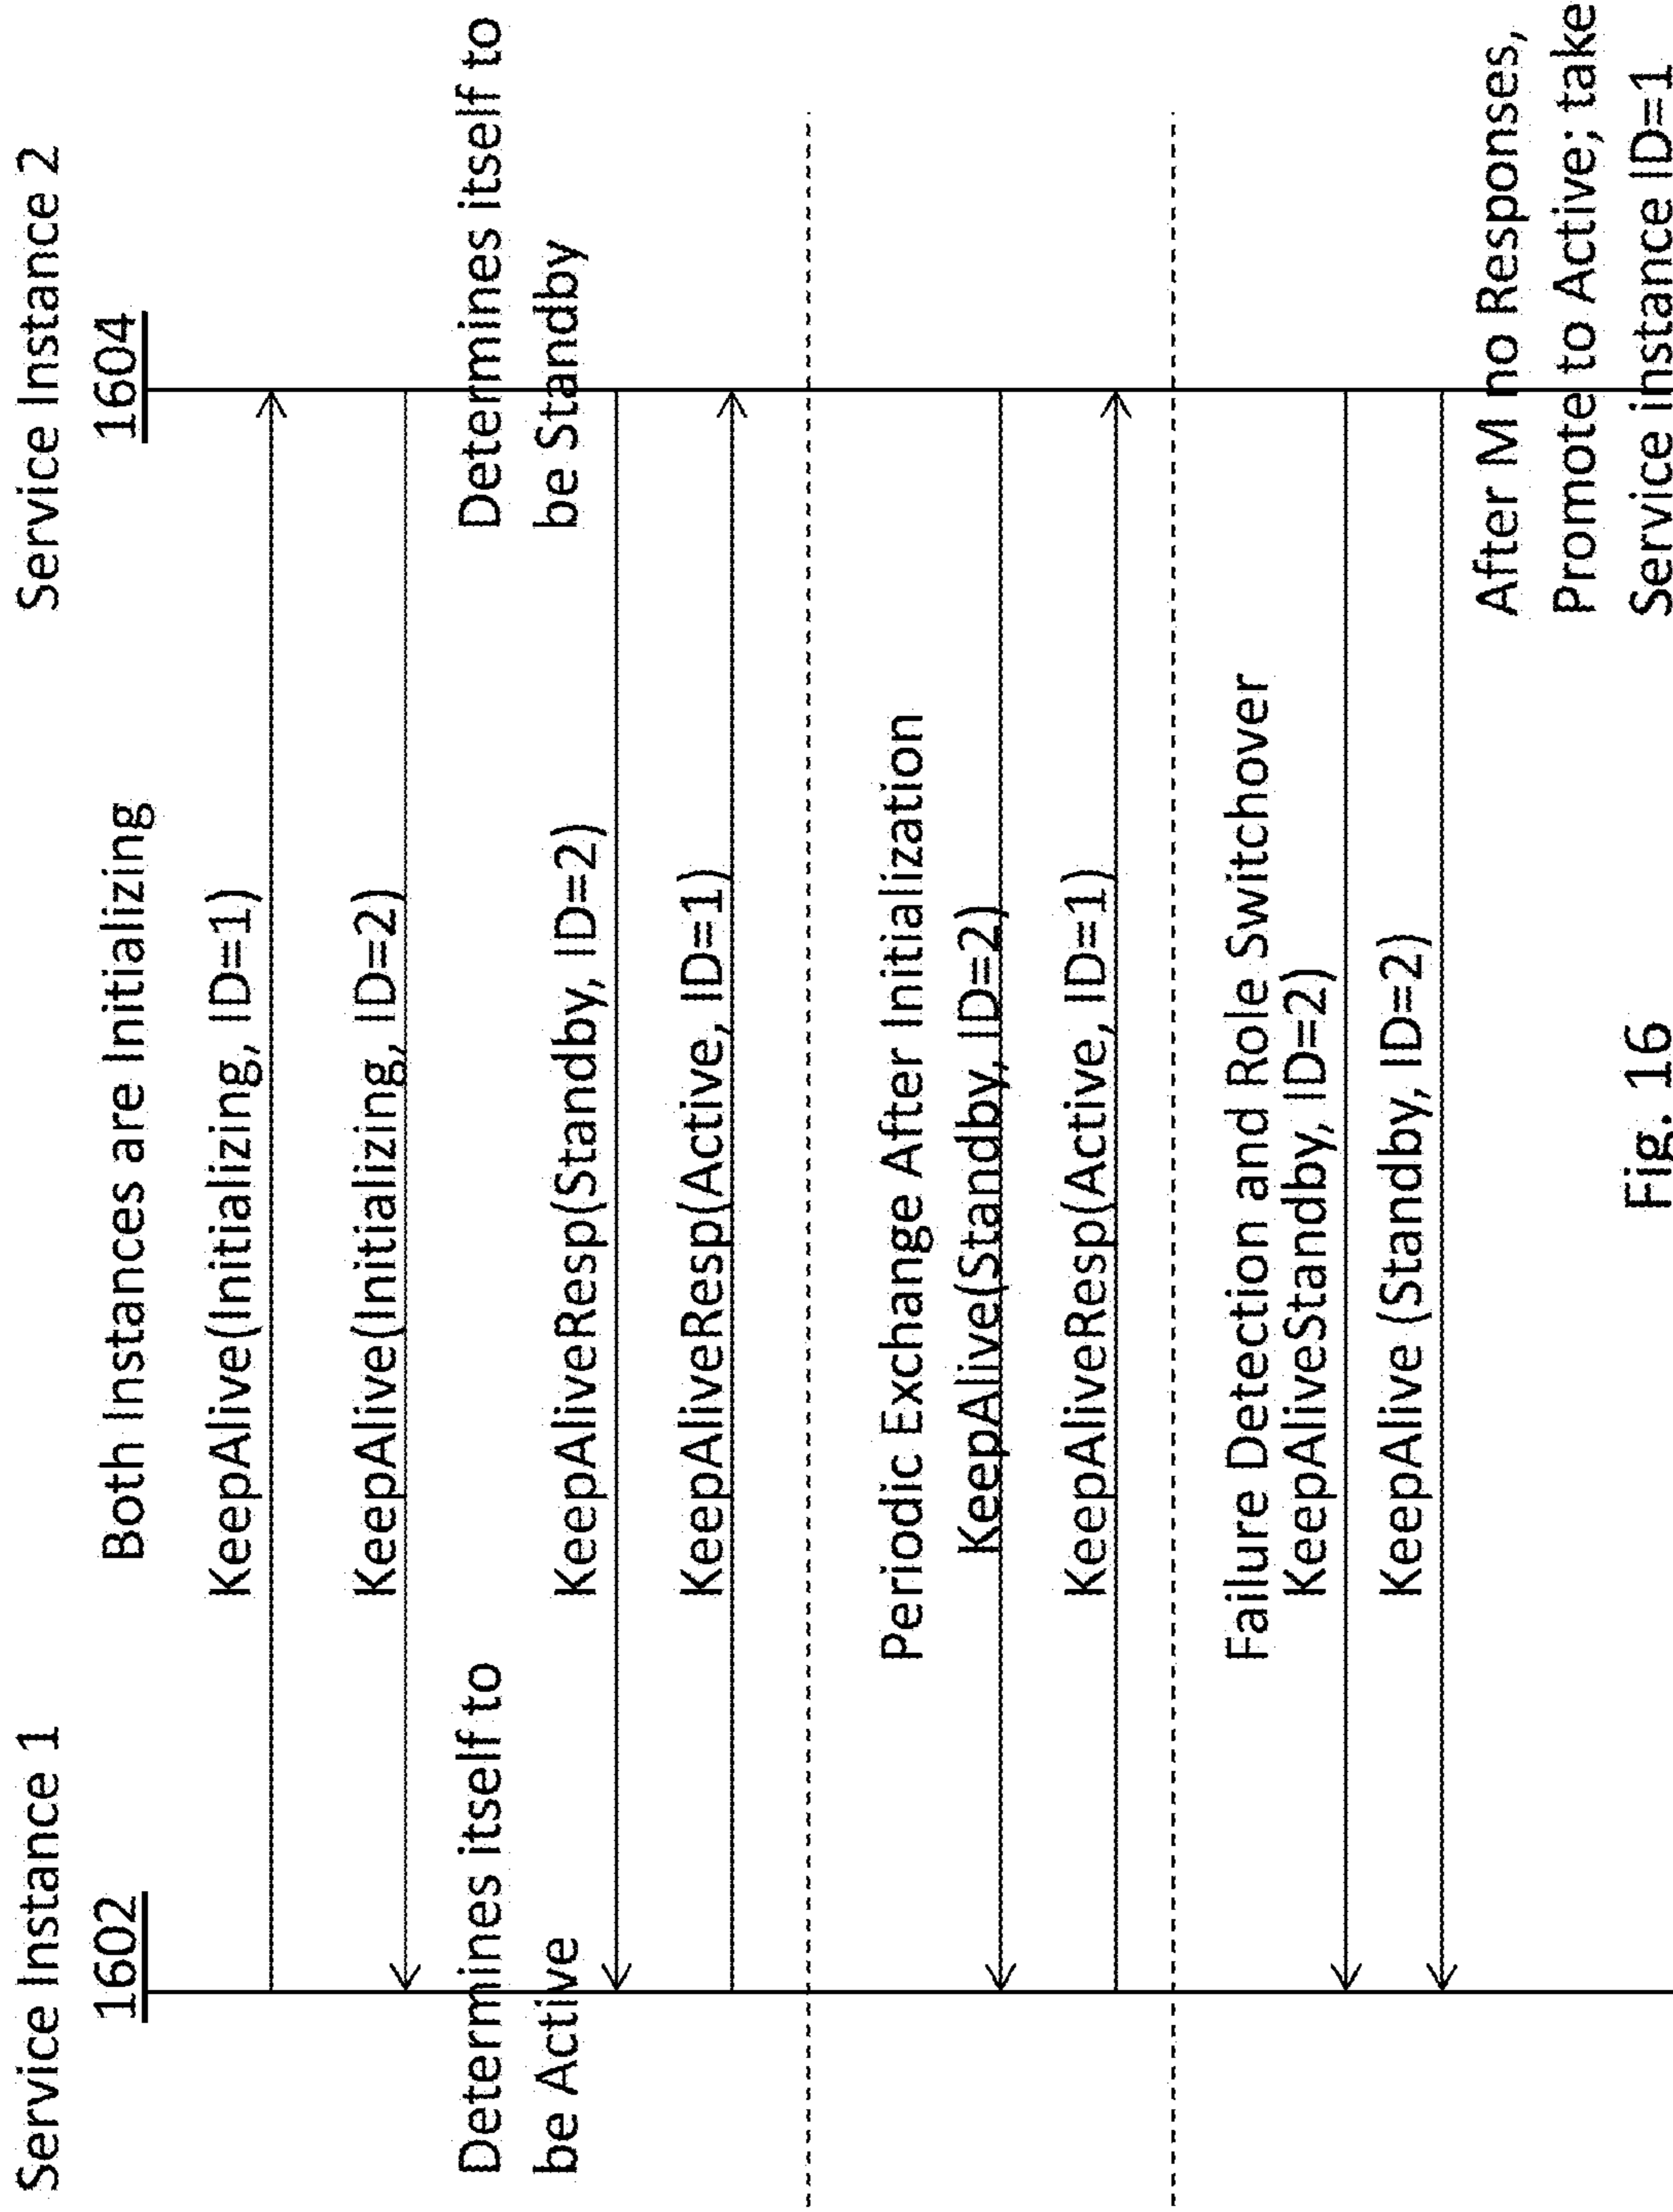 Service Instance 1
Service Instance 2
1602
1604
Both Instances are Initializing
KeepAlive(Initializing, ID=1)
KeepAlive(Initializing, ID=2)
Determines itself to
be Active
Determines itself to
be Standby
KeepAliveResp(Standby, ID=2)
KeepAliveResp(Active, ID=1)
Periodic Exchange After Initialization
KeepAlive(Standby, ID=2)
KeepAliveResp(Active, ID=1)
Failure Detection and Role Switchover
KeepAliveStandby, ID=2)
KeepAlive (Standby, ID=2)
After M no Responses,
Promote to Active; take
Service instance ID=1
Fig. 16